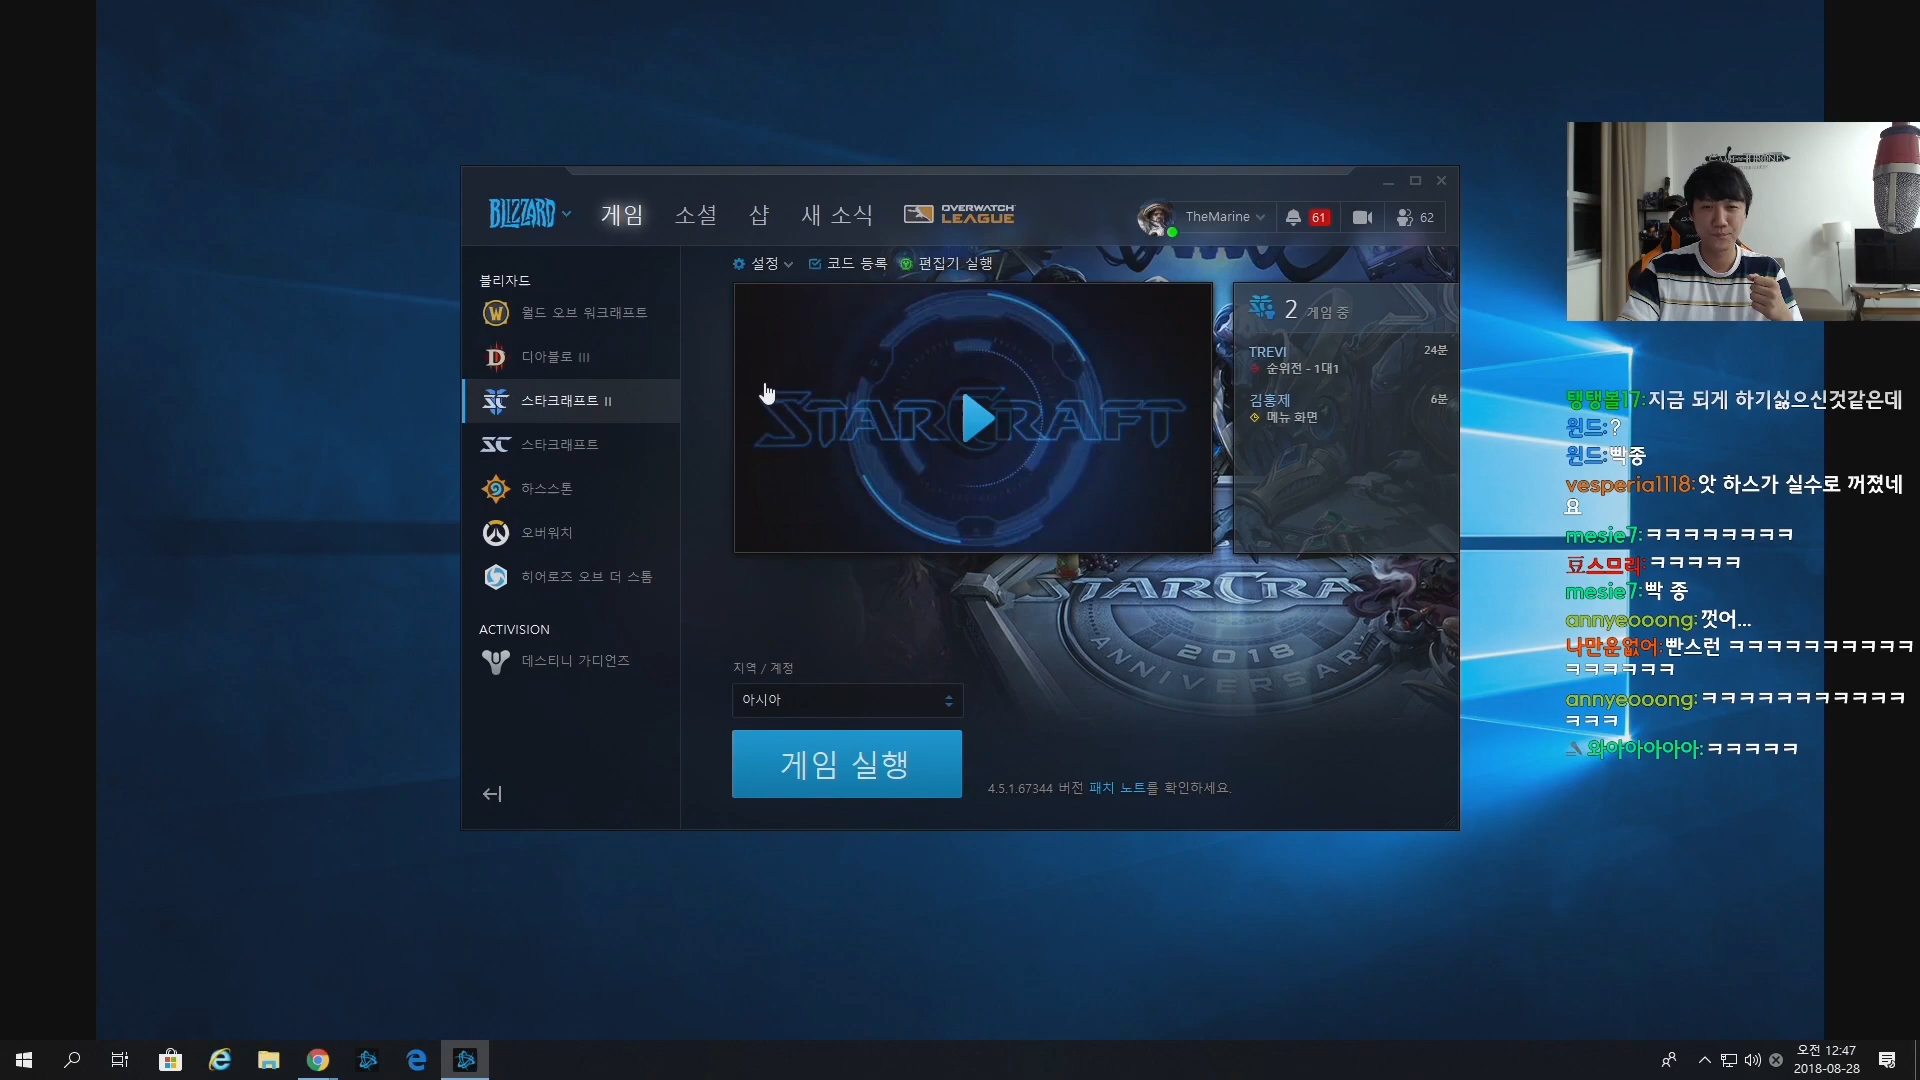 BLIZZARD
게임
소셜
샵
새 소식
OVERWATCH
LEAGUE
TheMarine
61
62
블리자드
월드 오브 워크래프트
디아블로 III
스타크래프트 II
스타크래프트
하스스톤
오버워치
히어로즈 오브 더 스톰
ACTIVISION
데스티니 가디언즈
설정
코드 등록
편집기 실행
STARCRAFT
2 게임 중
TREVI 24분
순위전 - 1대1
김홍제 6분
메뉴 화면
STARCRA
2018
ANNIVERSARY
지역 / 계정
아시아
게임 실행
4.5.1.67344 버전 패치 노트를 확인하세요.
GAME OF THRONES
탱탱볼17:지금 되게 하기싫으신것같은데
윈드:?
윈드:빡종
vesperia1118:앗 하스가 실수로 꺼졌네
요
mesie7:ㅋㅋㅋㅋㅋㅋㅋㅋ
豆스므리:ㅋㅋㅋㅋㅋ
mesie7:빡 종
annyeooong:껏어...
나만운없어:빤스런 ㅋㅋㅋㅋㅋㅋㅋㅋㅋㅋ
ㅋㅋㅋㅋㅋㅋ
annyeooong:ㅋㅋㅋㅋㅋㅋㅋㅋㅋㅋㅋ
ㅋㅋㅋ
와아아아아아:ㅋㅋㅋㅋㅋ
오전 12:47
2018-08-28